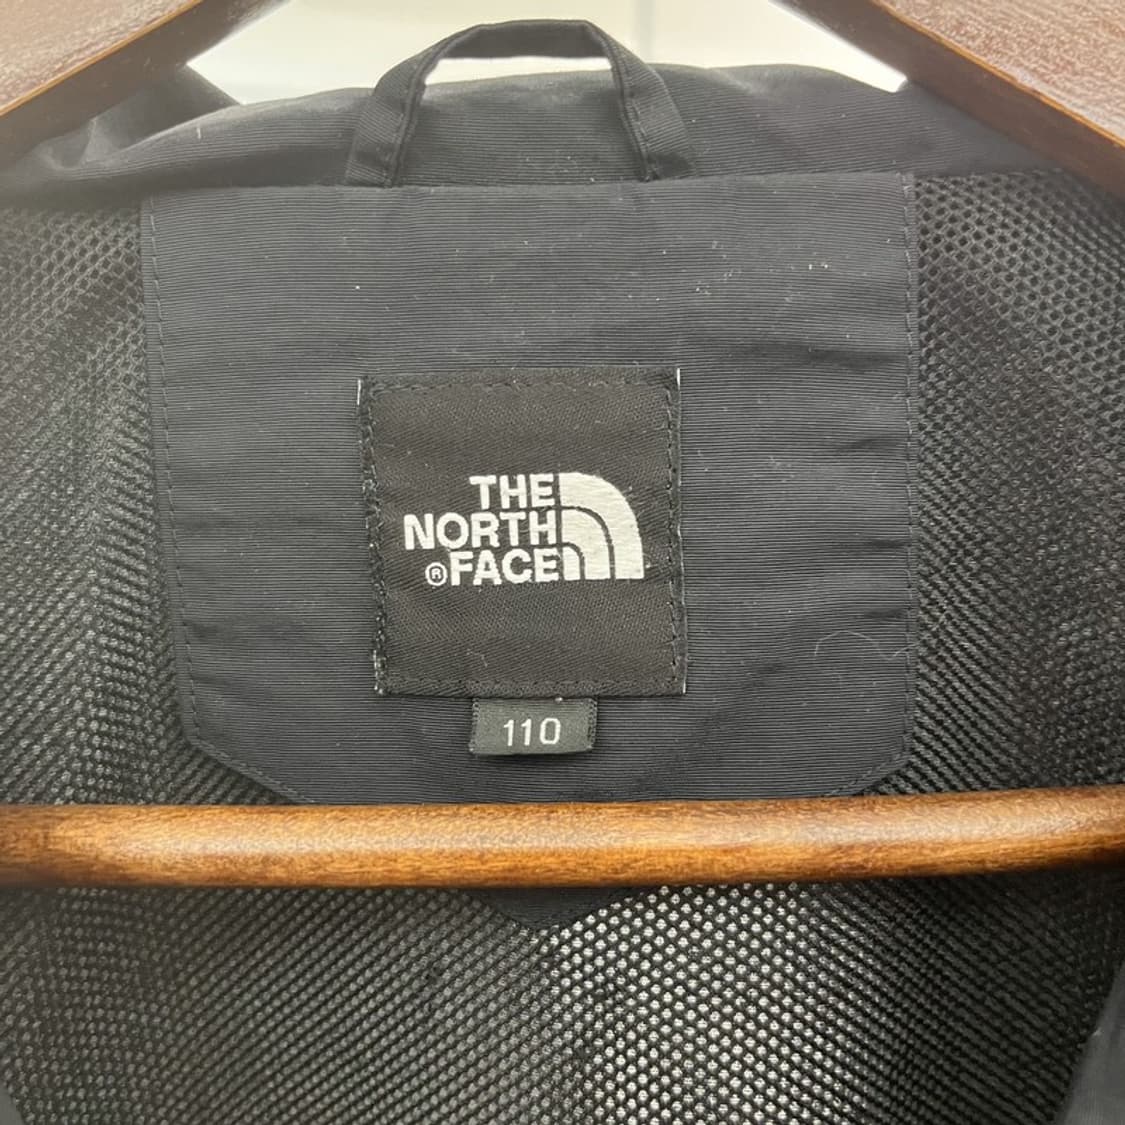 THE
NORTH
®FACE
110